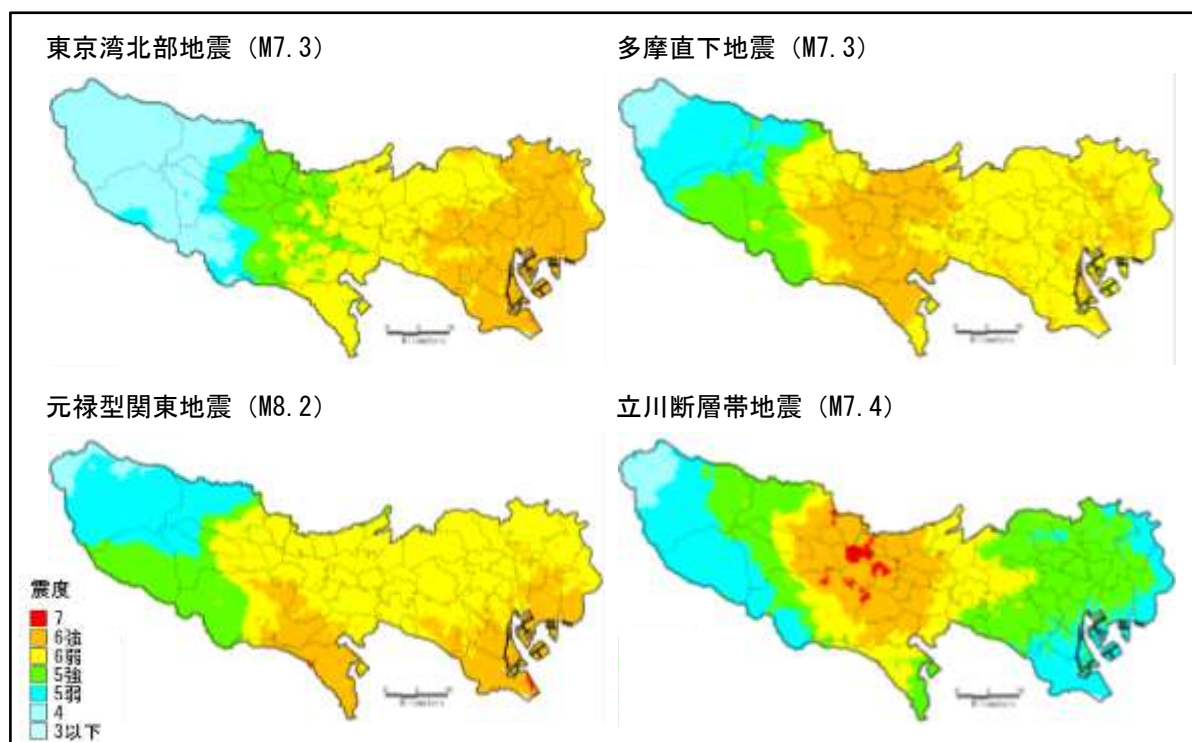 東京湾北部地震 (M7.3)
多摩直下地震 (M7.3)
元禄型関東地震 (M8.2)
立川断層帯地震 (M7.4)
震度
7
6強
6弱
5強
5弱
4
3以下